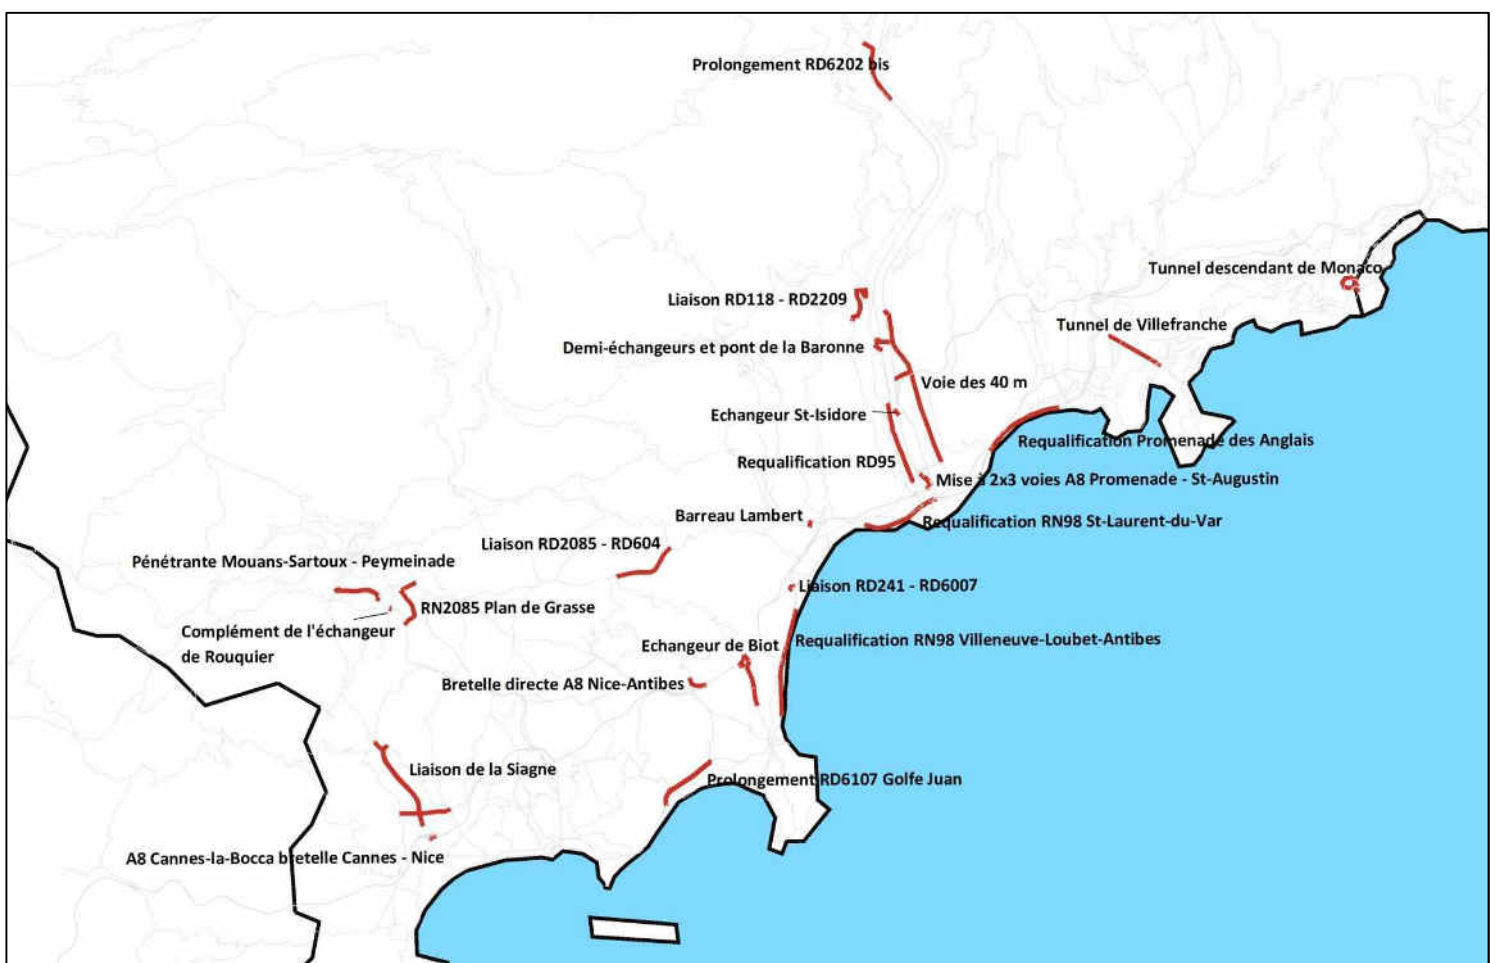 Prolongement RD6202 bis
Tunnel descendant de Monaco
Liaison RD118 - RD2209
Tunnel de Villefranche
Demi-échangeurs et pont de la Baronne
Voie des 40 m
Echangeur St-Isidore
Requalification Promenade des Anglais
Requalification RD95
Mise à 2x3 voies A8 Promenade - St-Augustin
Barreau Lambert
Requalification RN98 St-Laurent-du-Var
Liaison RD2085 - RD604
Pénétrante Mouans-Sartoux - Peymeinade
Liaison RD241 - RD6007
RN2085 Plan de Grasse
Complément de l'échangeur
de Rouquier
Echangeur de Biot
Requalification RN98 Villeneuve-Loubet-Antibes
Bretelle directe A8 Nice-Antibes
Liaison de la Siagne
Prolongement RD6107 Golfe Juan
A8 Cannes-la-Bocca bretelle Cannes - Nice